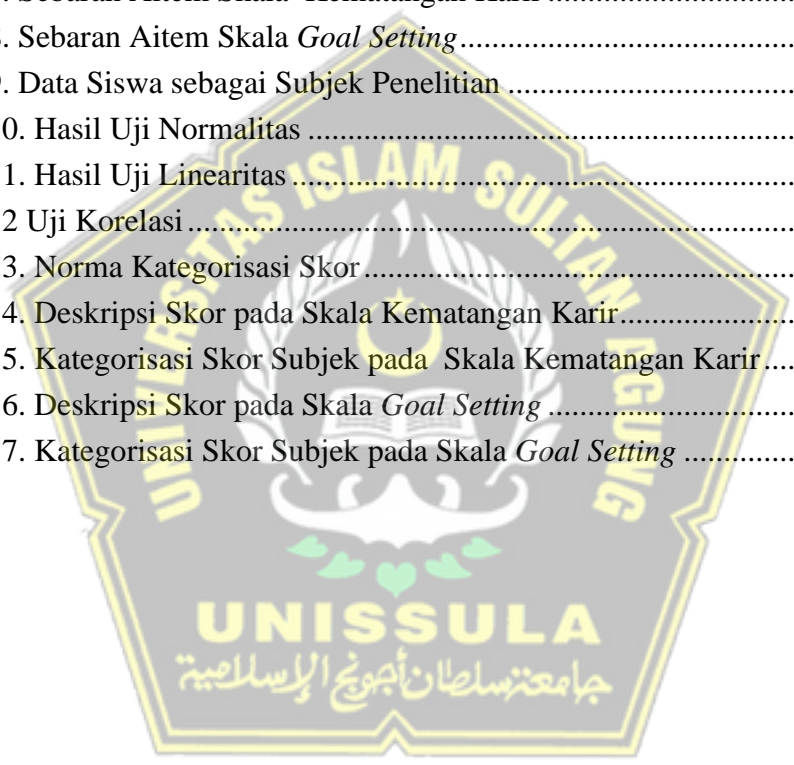 . Sebaran Aitem Skala Kematangan Karir ............................
. Sebaran Aitem Skala Goal Setting............................................
. Data Siswa sebagai Subjek Penelitian ......................................
0. Hasil Uji Normalitas .................................................................
1. Hasil Uji Linearitas ...................................................................
2 Uji Korelasi................................................................................
3. Norma Kategorisasi Skor..........................................................
4. Deskripsi Skor pada Skala Kematangan Karir.......................
5. Kategorisasi Skor Subjek pada Skala Kematangan Karir....
6. Deskripsi Skor pada Skala Goal Setting ................................
7. Kategorisasi Skor Subjek pada Skala Goal Setting ..............
UNIVERSITAS ISLAM SULTAN AGUNG
UNISSULA
جامعتنسلطان أجونج الإسلامية